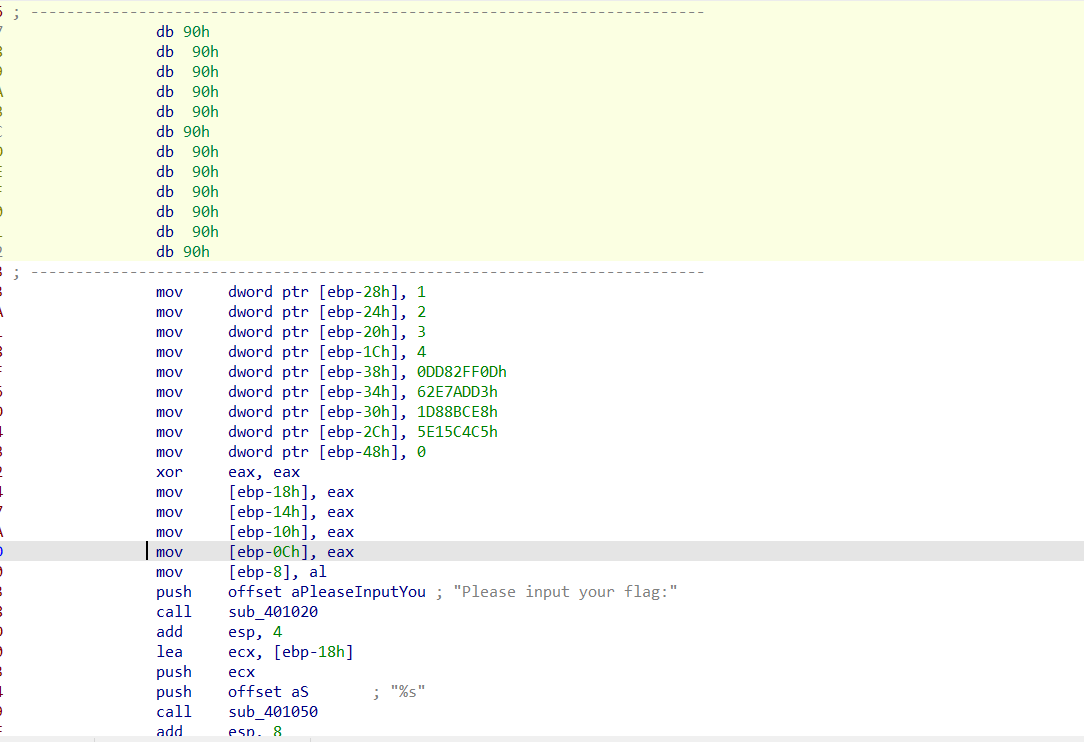 ; ---------------------------------------------------------------------------
db 90h
db  90h
db  90h
db  90h
db  90h
db 90h
db  90h
db  90h
db  90h
db  90h
db  90h
db 90h
; ---------------------------------------------------------------------------
mov     dword ptr [ebp-28h], 1
mov     dword ptr [ebp-24h], 2
mov     dword ptr [ebp-20h], 3
mov     dword ptr [ebp-1Ch], 4
mov     dword ptr [ebp-38h], 0DD82FF0Dh
mov     dword ptr [ebp-34h], 62E7ADD3h
mov     dword ptr [ebp-30h], 1D88BCE8h
mov     dword ptr [ebp-2Ch], 5E15C4C5h
mov     dword ptr [ebp-48h], 0
xor     eax, eax
mov     [ebp-18h], eax
mov     [ebp-14h], eax
mov     [ebp-10h], eax
mov     [ebp-0Ch], eax
mov     [ebp-8], al
push    offset aPleaseInputYou ; "Please input your flag:"
call    sub_401020
add     esp, 4
lea     ecx, [ebp-18h]
push    ecx
push    offset aS       ; "%s"
call    sub_401050
add     esp, 8